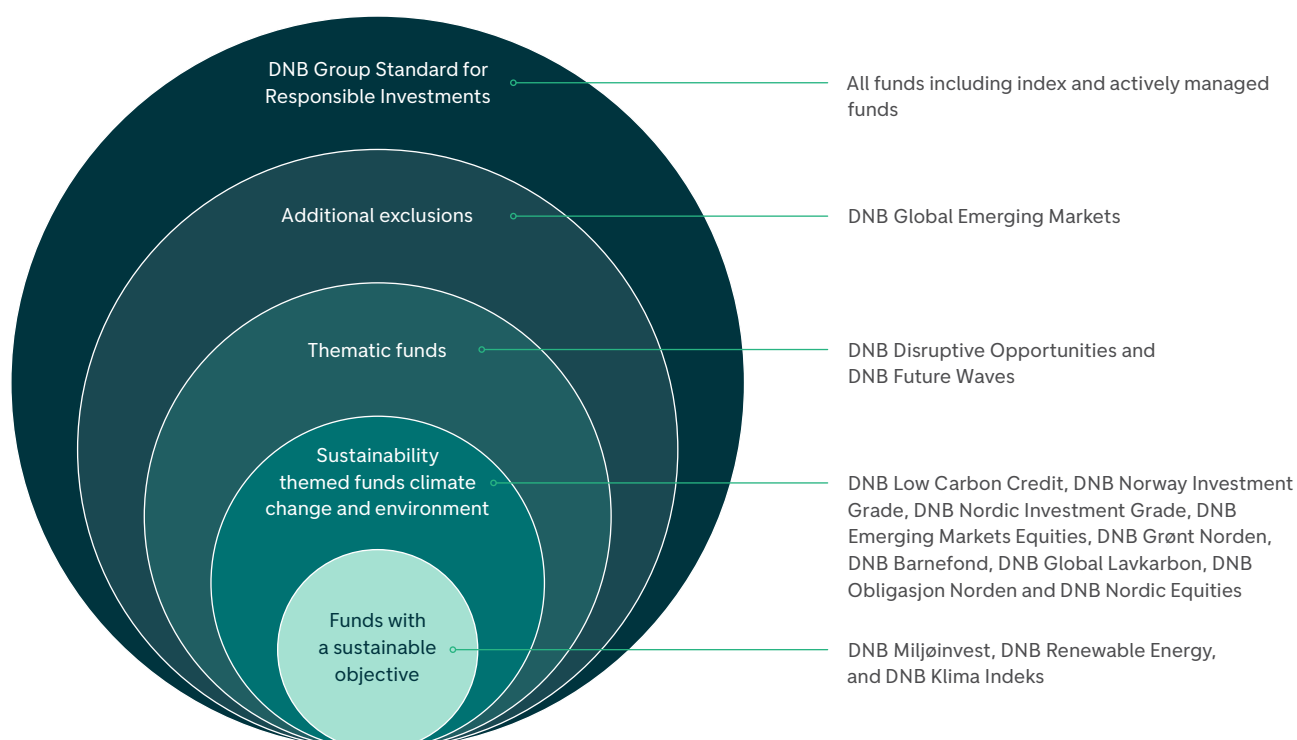 DNB Group Standard for
Responsible Investments
All funds including index and actively managed
funds
Additional exclusions
DNB Global Emerging Markets
Thematic funds
DNB Disruptive Opportunities and
DNB Future Waves
Sustainability
themed funds climate
change and environment
DNB Low Carbon Credit, DNB Norway Investment
Grade, DNB Nordic Investment Grade, DNB
Emerging Markets Equities, DNB Grønt Norden,
DNB Barnefond, DNB Global Lavkarbon, DNB
Obligasjon Norden and DNB Nordic Equities
Funds with
a sustainable
objective
DNB Miljøinvest, DNB Renewable Energy,
and DNB Klima Indeks